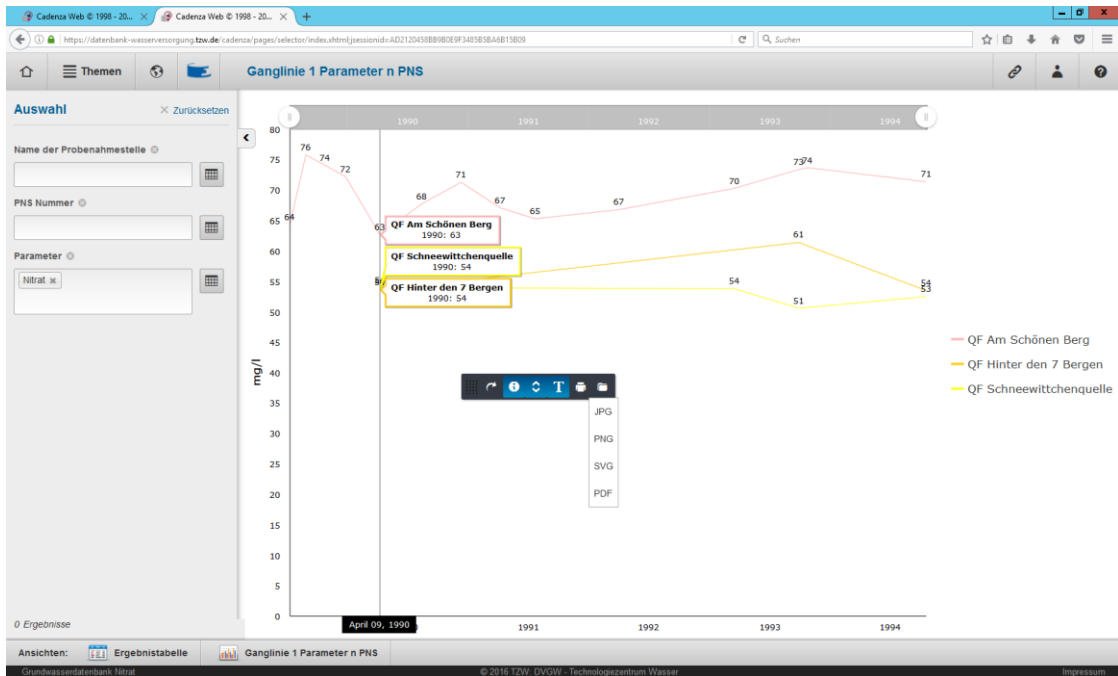 Cadenza Web © 1998 - 20...
Cadenza Web © 1998 - 20...
https://datenbank-wasserversorgung.tzw.de/cadenza/pages/selector/index.xhtml;jsessionid=AD2120458BB9B0E9F3485B5BA6B15B09
Suchen
Themen
Ganglinie 1 Parameter n PNS
Auswahl
Zurücksetzen
Name der Probenahmestelle
PNS Nummer
Parameter
Nitrat
0 Ergebnisse
1990 1991 1992 1993 1994
80
75
70
65
60
55
50
45
40
35
30
25
20
15
10
5
0
mg/l
64 76 74 72 63 68 71 67 65 67 70 73 74 71
61 54
54 51 53
QF Am Schönen Berg
1990: 63
QF Schneewittchenquelle
1990: 54
QF Hinter den 7 Bergen
1990: 54
T
JPG
PNG
SVG
PDF
QF Am Schönen Berg
QF Hinter den 7 Bergen
QF Schneewittchenquelle
April 09, 1990
1991 1992 1993 1994
Ansichten:
Ergebnistabelle
Ganglinie 1 Parameter n PNS
Grundwasserdatenbank Nitrat
© 2016 TZW: DVGW - Technologiezentrum Wasser
Impressum